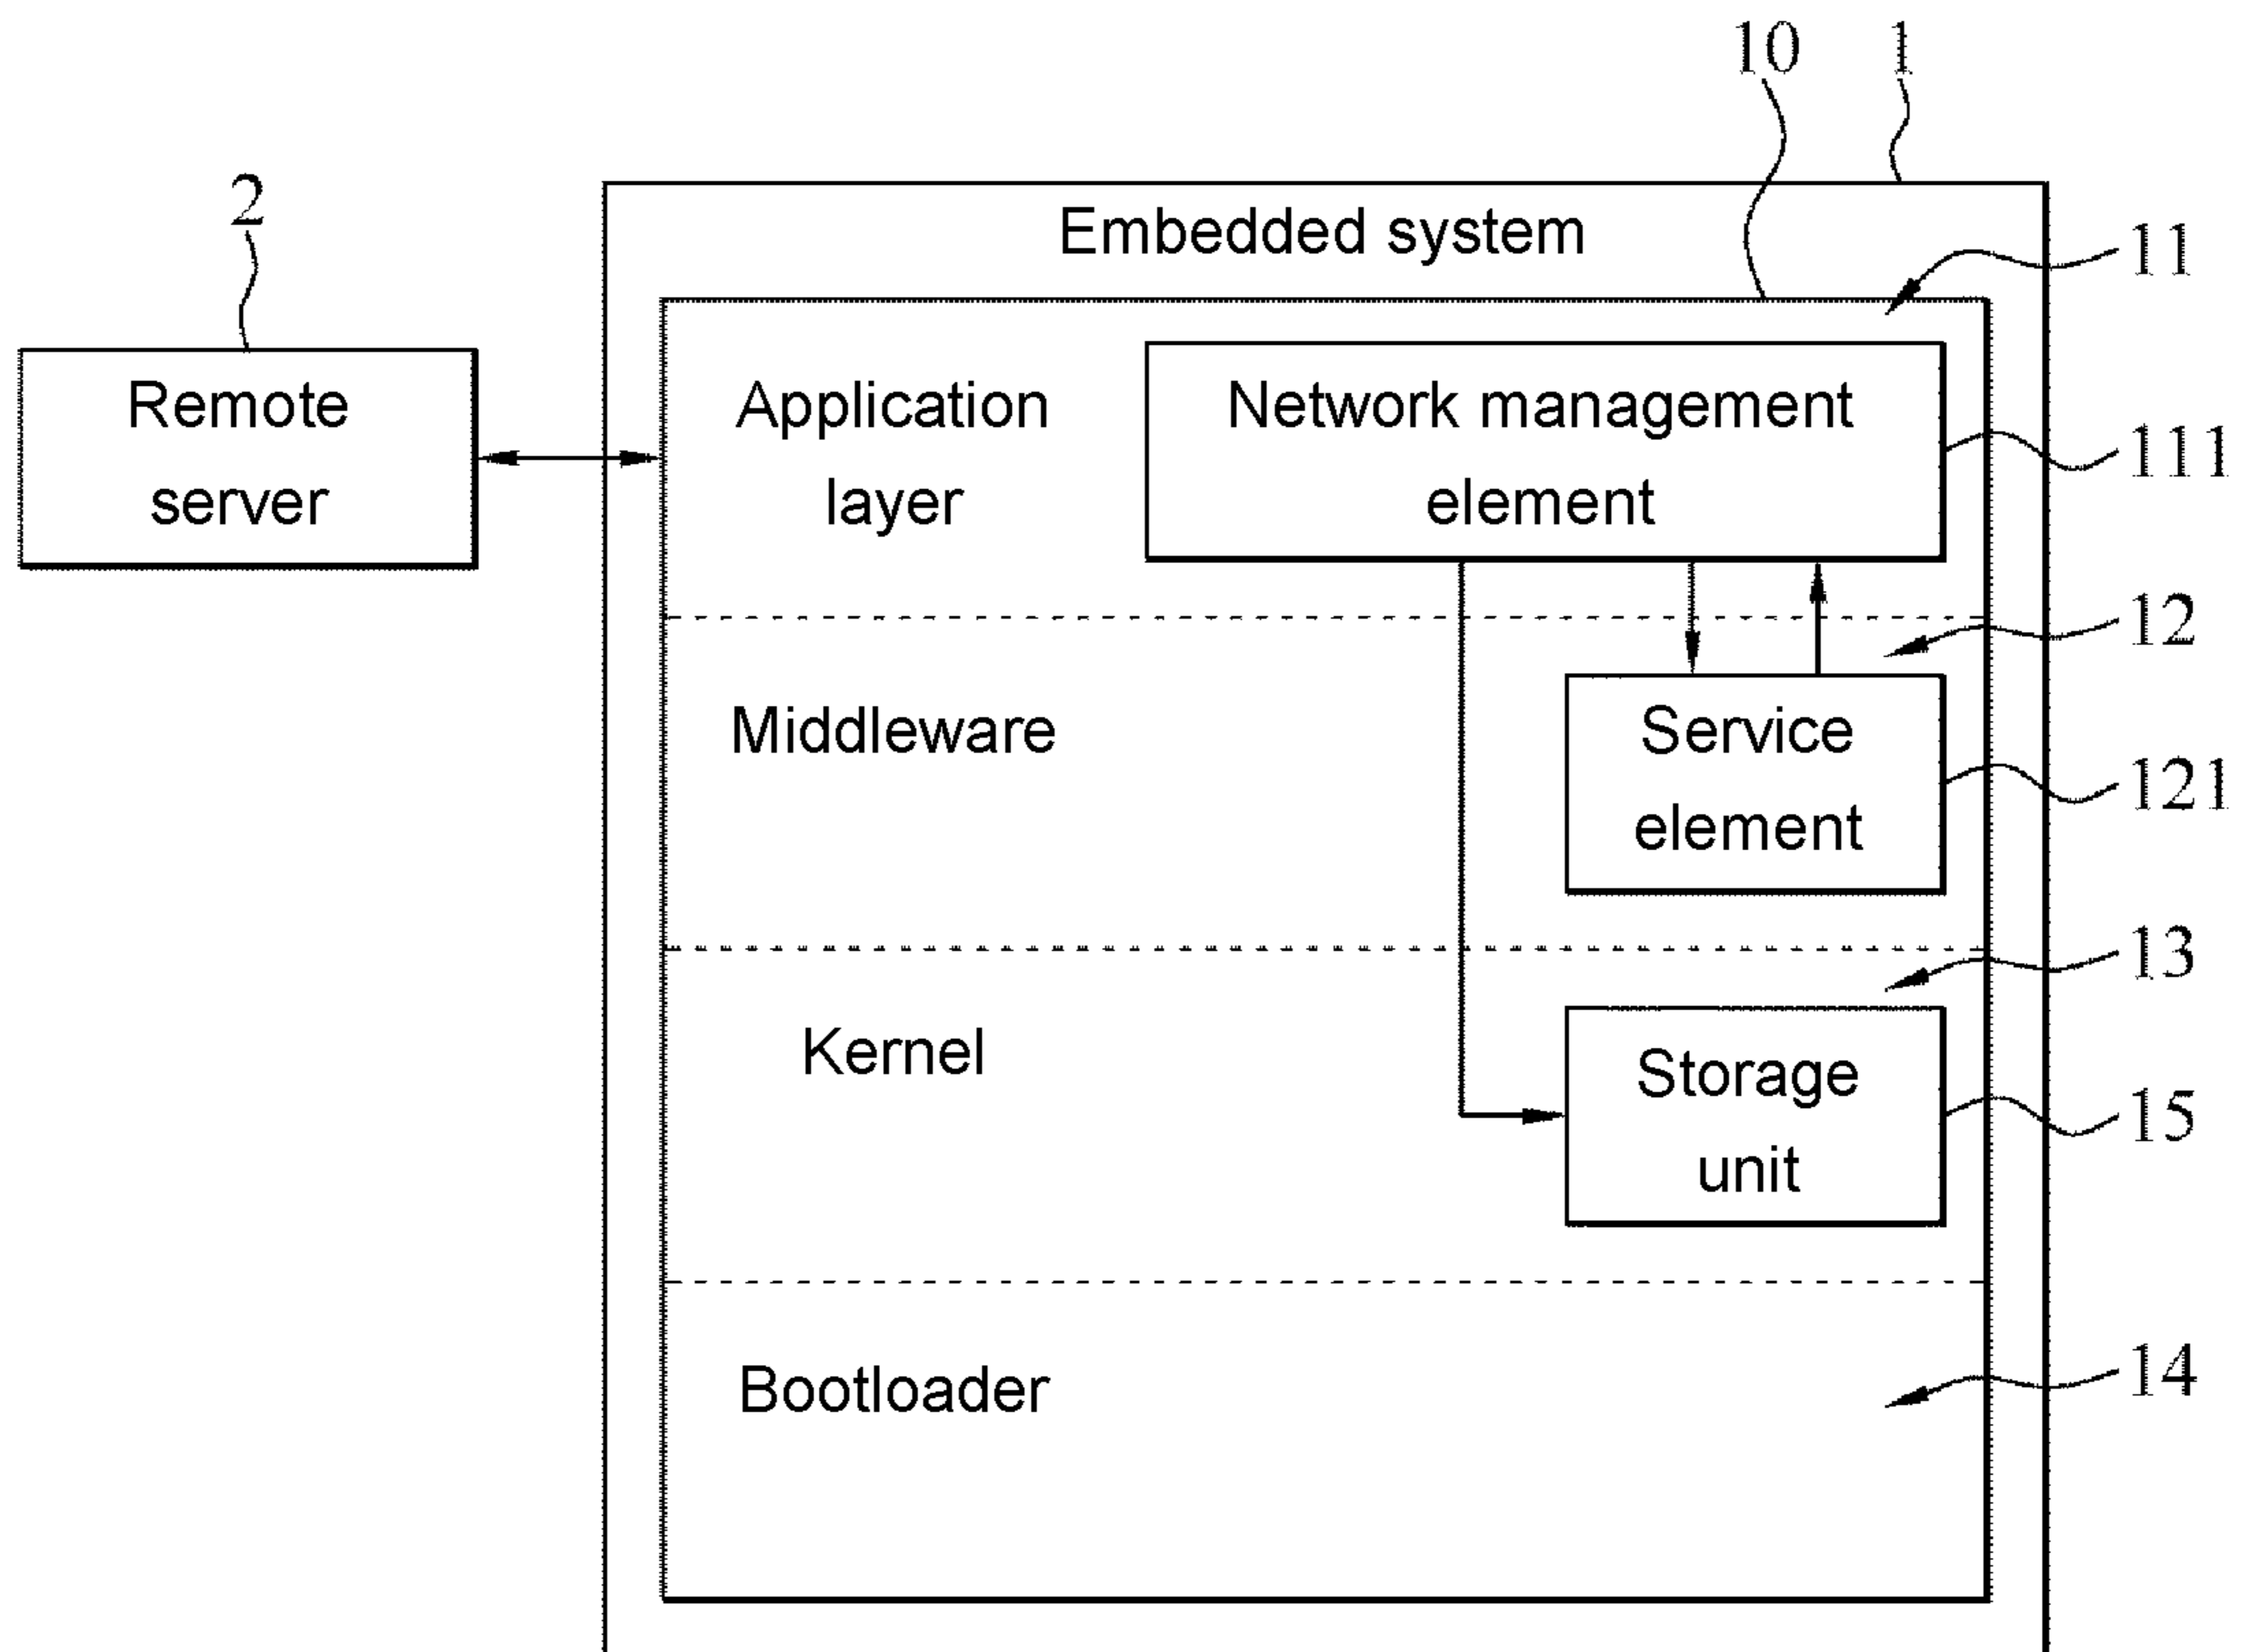 10
1
2
Embedded system
11
Remote
server
Application
layer
Network management
element
111
12
Middleware
Service
element
121
13
Kernel
Storage
unit
15
Bootloader
14